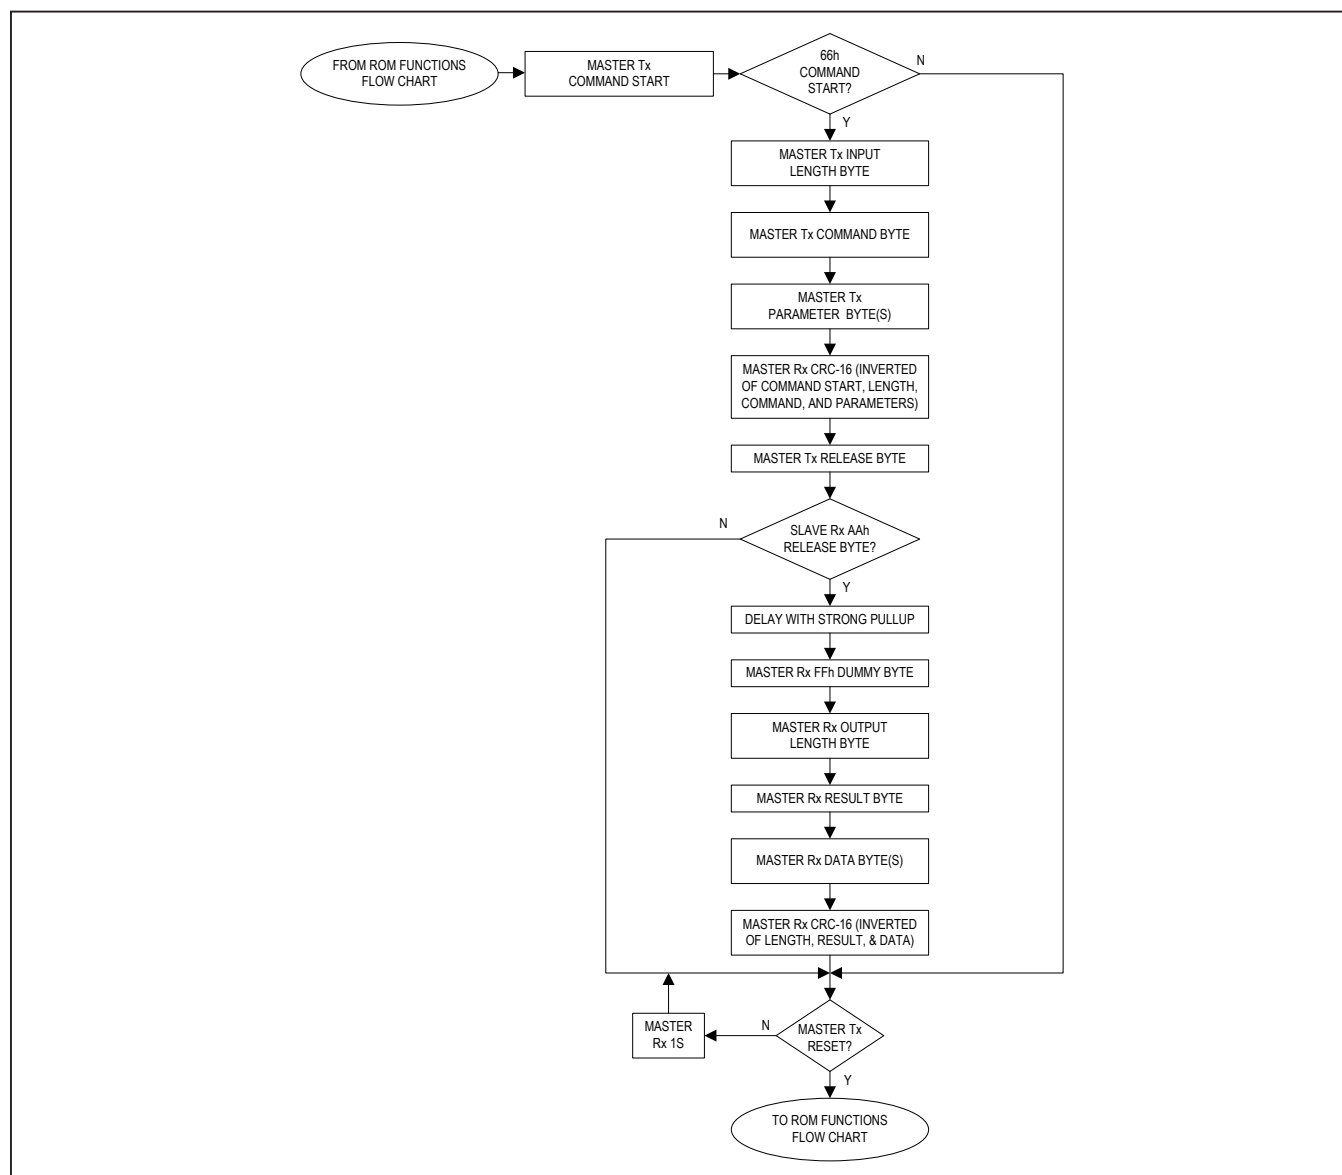 FROM ROM FUNCTIONS
FLOW CHART
MASTER Tx
COMMAND START
66h
COMMAND
START?
N
Y
MASTER Tx INPUT
LENGTH BYTE
MASTER Tx COMMAND BYTE
MASTER Tx
PARAMETER BYTE(S)
MASTER Rx CRC-16 (INVERTED
OF COMMAND START, LENGTH,
COMMAND, AND PARAMETERS)
MASTER Tx RELEASE BYTE
N
SLAVE Rx AAh
RELEASE BYTE?
Y
DELAY WITH STRONG PULLUP
MASTER Rx FFh DUMMY BYTE
MASTER Rx OUTPUT
LENGTH BYTE
MASTER Rx RESULT BYTE
MASTER Rx DATA BYTE(S)
MASTER Rx CRC-16 (INVERTED
OF LENGTH, RESULT, & DATA)
MASTER
Rx 1S
N
MASTER Tx
RESET?
Y
TO ROM FUNCTIONS
FLOW CHART